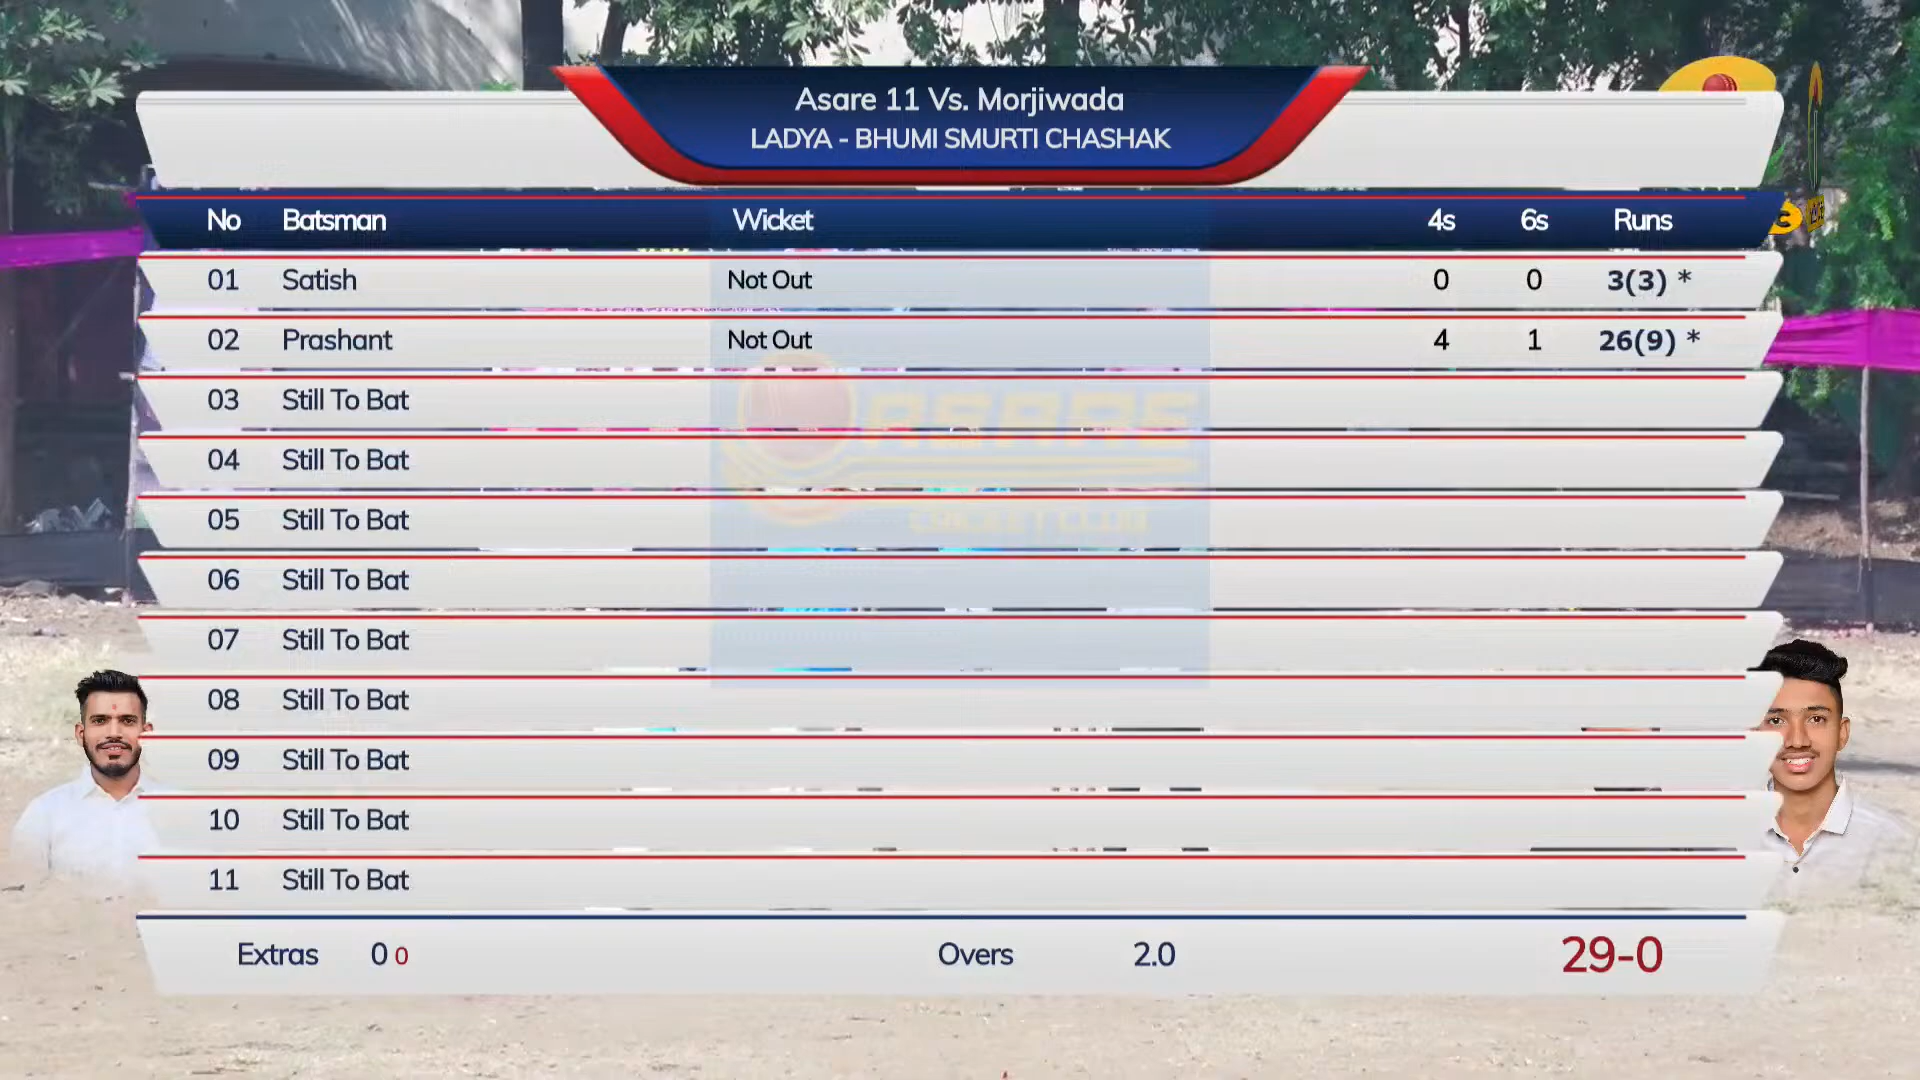 Asare 11 Vs. Morjiwada
LADYA - BHUMI SMURTI CHASHAK
No Batsman Wicket 4s 6s Runs
01 Satish Not Out 0 0 3(3) *
02 Prashant Not Out 4 1 26(9) *
03 Still To Bat
ASARE
04 Still To Bat
05 Still To Bat
CRICKET CLUB
06 Still To Bat
07 Still To Bat
08 Still To Bat
09 Still To Bat
10 Still To Bat
11 Still To Bat
Extras 0 0 Overs 2.0 29-0